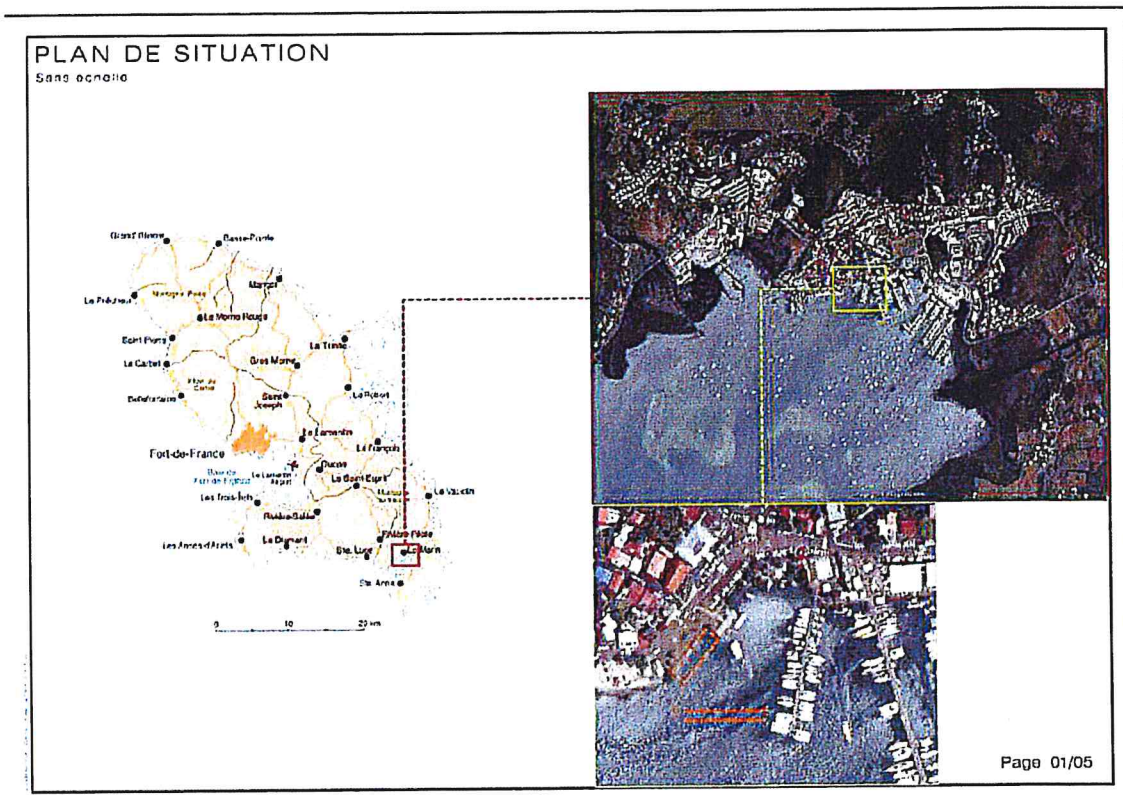 PLAN DE SITUATION
Sans echelle
Basse-Pointe
Marigot
Le Prêcheur
Le Morne Rouge
Saint Pierre
La Trinité
Le Carbet
Gros Morne
Bellefontaine
Saint
Joseph
Le Robert
Le Lamentin
Fort-de-France
Le François
Ducos
Le Saint Esprit
Les Trois-Ilets
Le Vauclin
Rivière-Salée
Les Anses d'Arlets
Le Diamant
Ste. Luce
Le Marin
Ste. Anne
0 10 20 km
Page 01/05